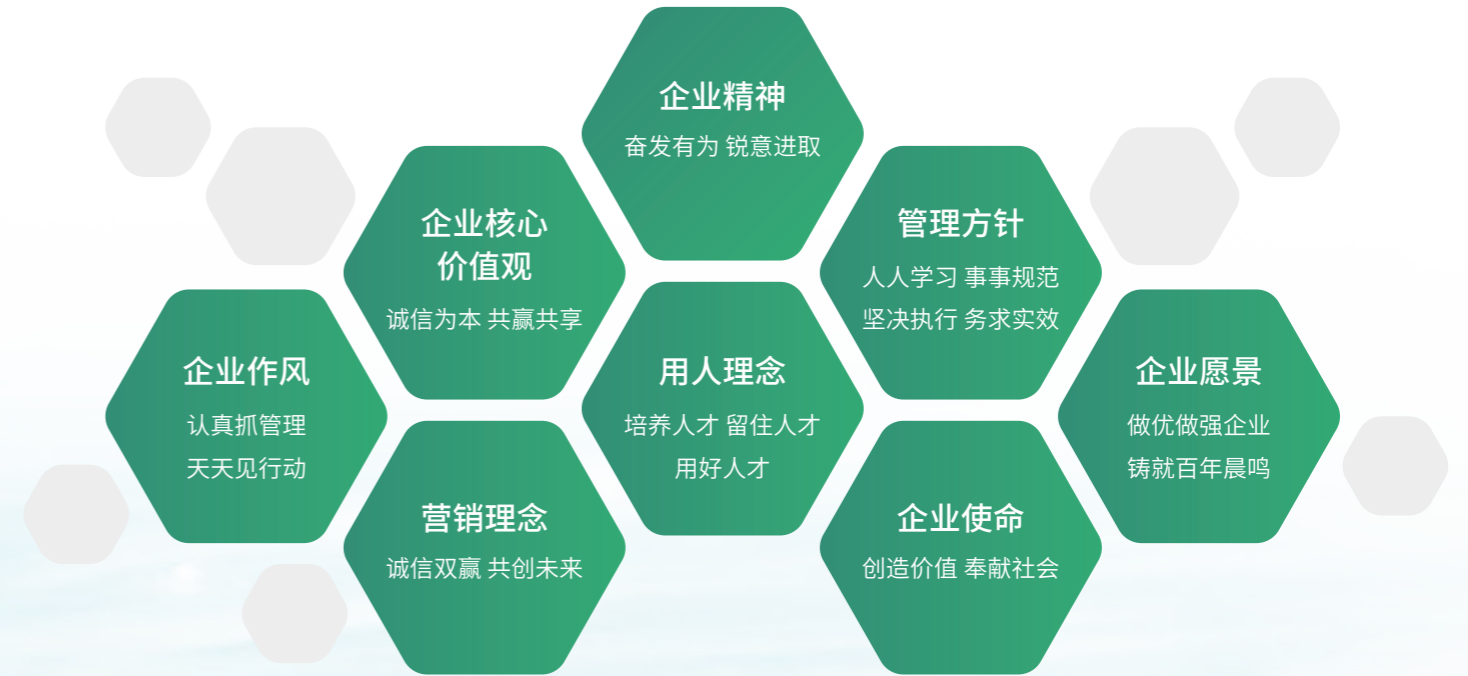 企业精神
奋发有为 锐意进取
企业核心
价值观
诚信为本 共赢共享
管理方针
人人学习 事事规范
坚决执行 务求实效
企业作风
认真抓管理
天天见行动
用人理念
培养人才 留住人才
用好人才
企业愿景
做优做强企业
铸就百年晨鸣
营销理念
诚信双赢 共创未来
企业使命
创造价值 奉献社会